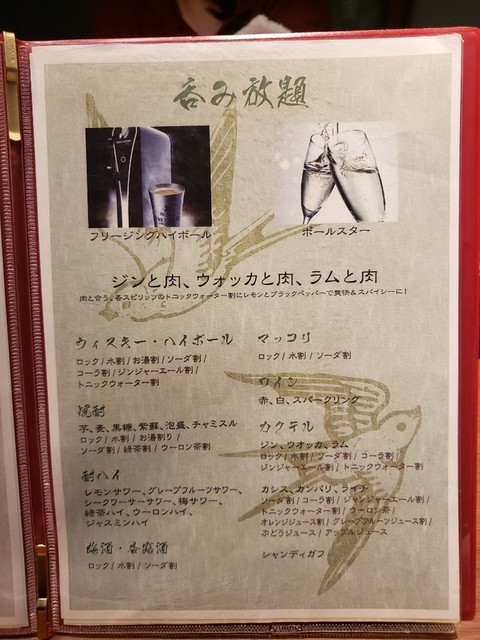 呑み放題
フリージングハイボール
ポールスター
ジンと肉、ウォッカと肉、ラムと肉
肉と合う、各スピリッツのトニックウォーター割にレモンとブラックペッパーで爽快&スパイシーに!
ウィスキー・ハイボール
ロック/水割/お湯割/ソーダ割/
コーラ割/ジンジャーエール割/
トニックウォーター割
焼酎
芋、麦、黒糖、紫蘇、泡盛、チャミスル
ロック/水割/お湯割り/
ソーダ割/緑茶割/ウーロン茶割
酎ハイ
レモンサワー、グレープフルーツサワー、
シークワーサーサワー、梅サワー、
緑茶ハイ、ウーロンハイ、
ジャスミンハイ
梅酒・杏露酒
ロック/水割/ソーダ割
マッコリ
ロック/水割/ソーダ割
ワイン
赤、白、スパークリング
カクテル
ジン、ウオッカ、ラム
ロック/水割/ソーダ割/コーラ割/
ジンジャーエール割/トニックウォーター割
カシス、カンパリ、ライチ
ソーダ割/コーラ割/ジャンジャーエール割/
トニックウォーター割/ウーロン茶/
オレンジジュース割/グレープフルーツジュース割/
ぶどうジュース/アップルジュース
シャンディガフ